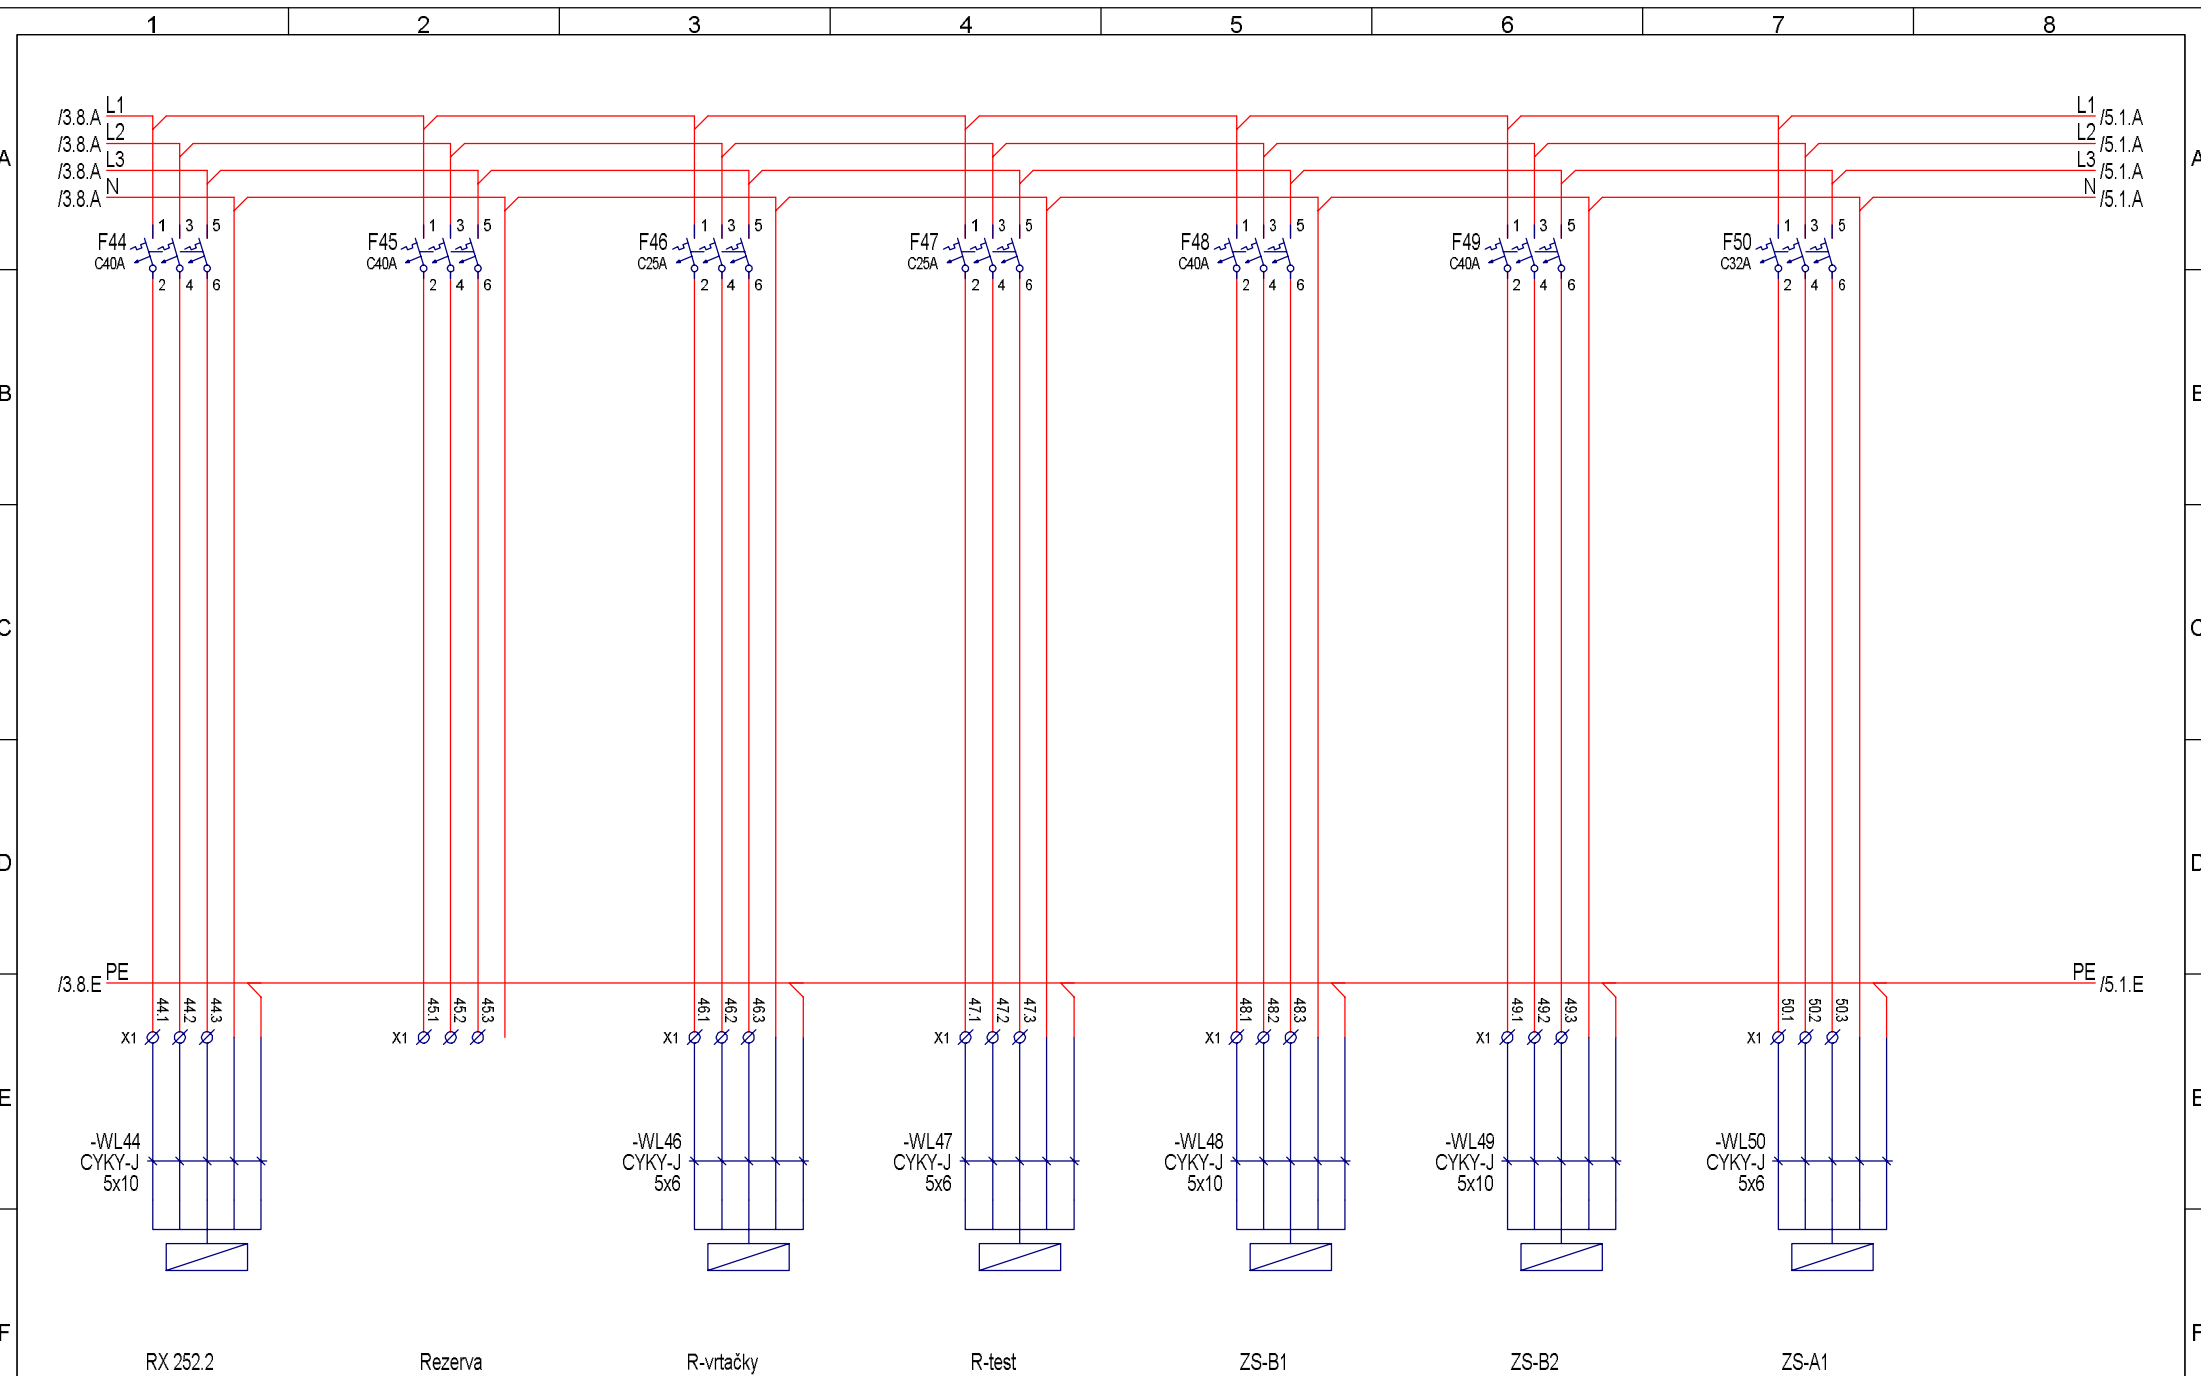 1 2 3 4 5 6 7 8
L1 L1
/3.8.A /5.1.A
L2 L2
/3.8.A /5.1.A
A A
L3 L3
/3.8.A /5.1.A
N N
/3.8.A /5.1.A
1 3 5 1 3 5 1 3 5 1 3 5 1 3 5 1 3 5 1 3 5
F44 F45 F46 F47 F48 F49 F50
C40A C40A C25A C25A C40A C40A C32A
2 4 6 2 4 6 2 4 6 2 4 6 2 4 6 2 4 6 2 4 6
B B
C C
D D
PE PE
/3.8.E /5.1.E
44.1 44.2 44.3 45.1 45.2 45.3 46.1 46.2 46.3 47.1 47.2 47.3 48.1 48.2 48.3 49.1 49.2 49.3 50.1 50.2 50.3
X1 X1 X1 X1 X1 X1 X1
E E
-WL44 -WL46 -WL47 -WL48 -WL49 -WL50
CYKY-J CYKY-J CYKY-J CYKY-J CYKY-J CYKY-J
5x10 5x6 5x6 5x10 5x10 5x6
F F
RX 252.2 Rezerva R-vrtačky R-test ZS-B1 ZS-B2 ZS-A1